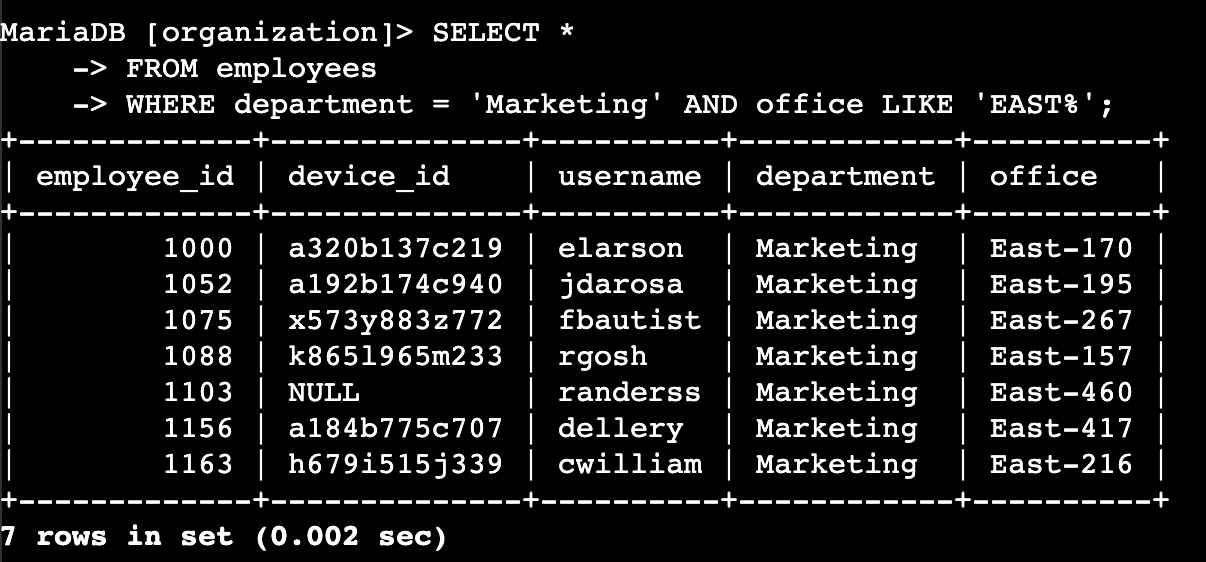 MariaDB [organization]> SELECT *
    -> FROM employees
    -> WHERE department = 'Marketing' AND office LIKE 'EAST%';
+-------------+--------------+----------+------------+----------+
| employee_id | device_id    | username | department | office   |
+-------------+--------------+----------+------------+----------+
|        1000 | a320b137c219 | elarson  | Marketing  | East-170 |
|        1052 | a192b174c940 | jdarosa  | Marketing  | East-195 |
|        1075 | x573y883z772 | fbautist | Marketing  | East-267 |
|        1088 | k865l965m233 | rgosh    | Marketing  | East-157 |
|        1103 | NULL         | randerss | Marketing  | East-460 |
|        1156 | a184b775c707 | dellery  | Marketing  | East-417 |
|        1163 | h679i515j339 | cwilliam | Marketing  | East-216 |
+-------------+--------------+----------+------------+----------+
7 rows in set (0.002 sec)